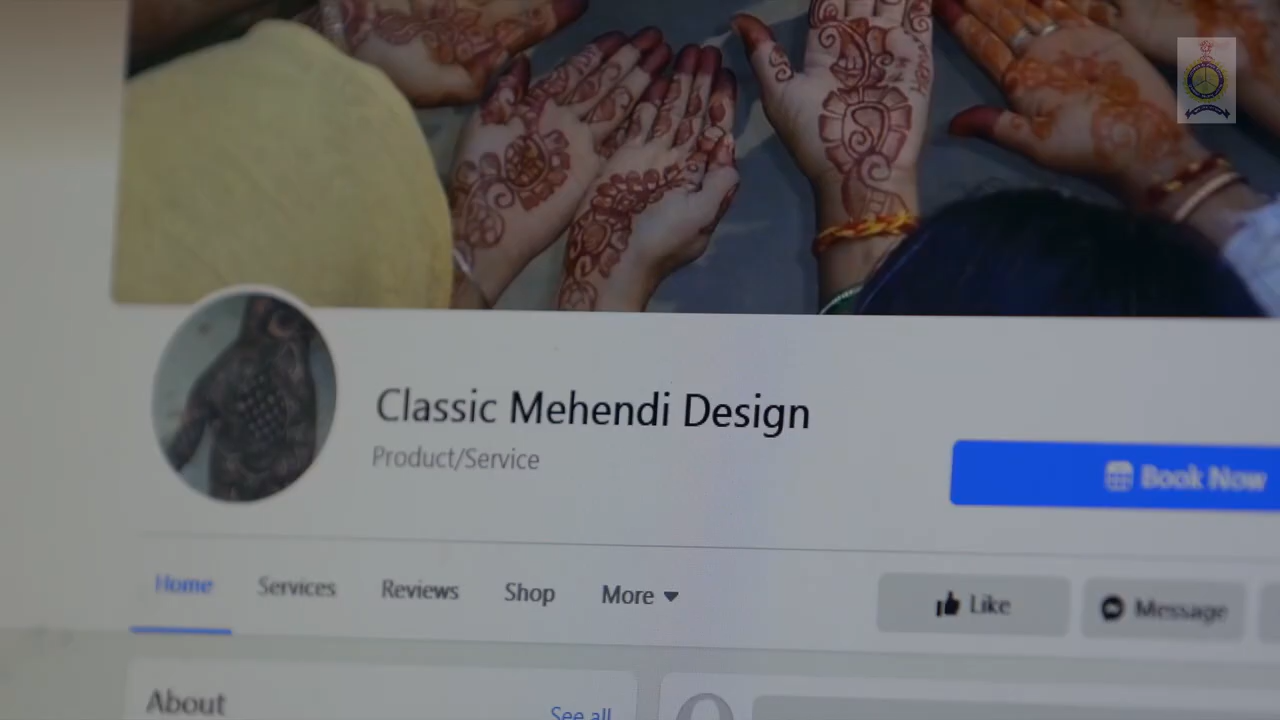 Classic Mehendi Design
Product/Service
Book Now
Home Services Reviews Shop More
Like Message
About
See all